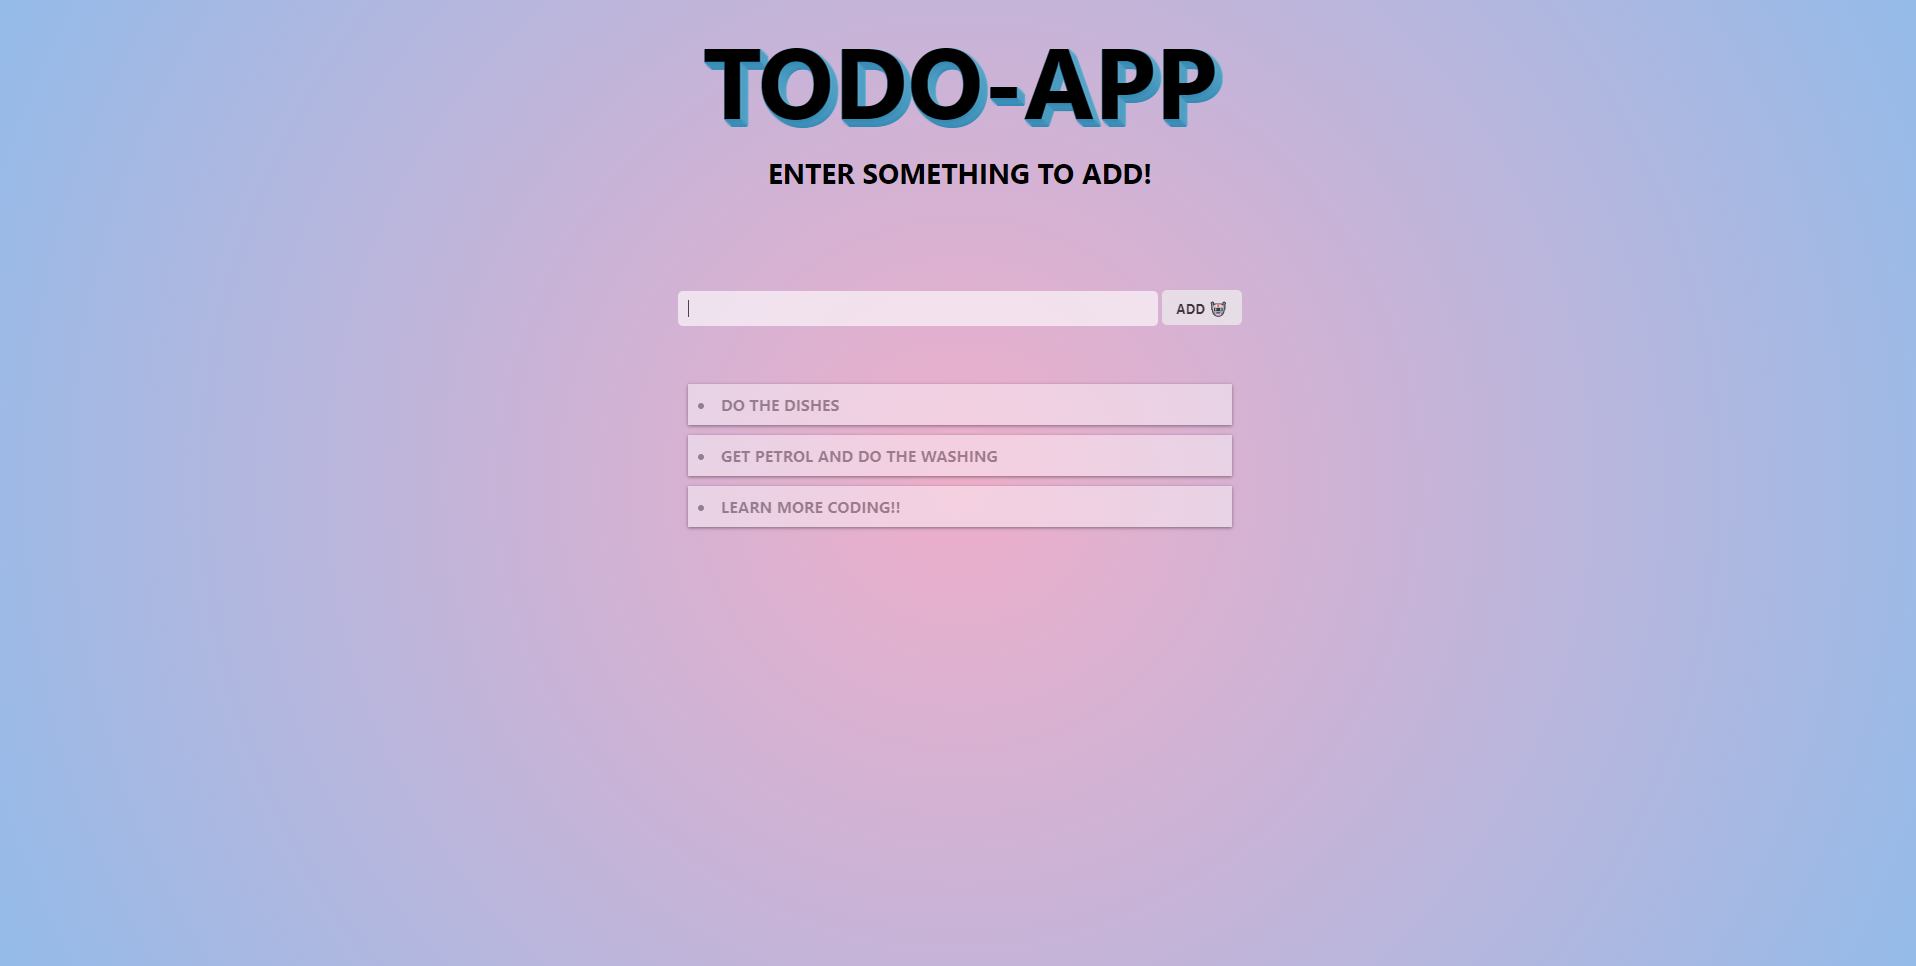 TODO-APP
ENTER SOMETHING TO ADD!
ADD
• DO THE DISHES
• GET PETROL AND DO THE WASHING
• LEARN MORE CODING!!